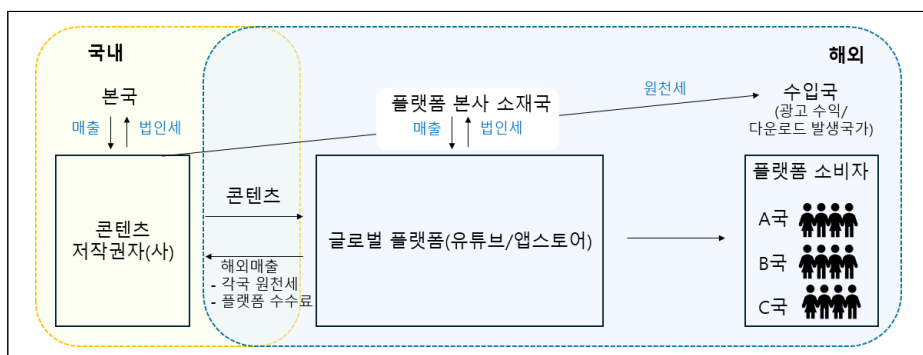 국내
해외
본국
매출
법인세
플랫폼 본사 소재국
매출
법인세
원천세
수입국
(광고 수익/
다운로드 발생국가)
콘텐츠
저작권자(사)
콘텐츠
해외매출
- 각국 원천세
- 플랫폼 수수료
글로벌 플랫폼(유튜브/앱스토어)
플랫폼 소비자
A국
B국
C국